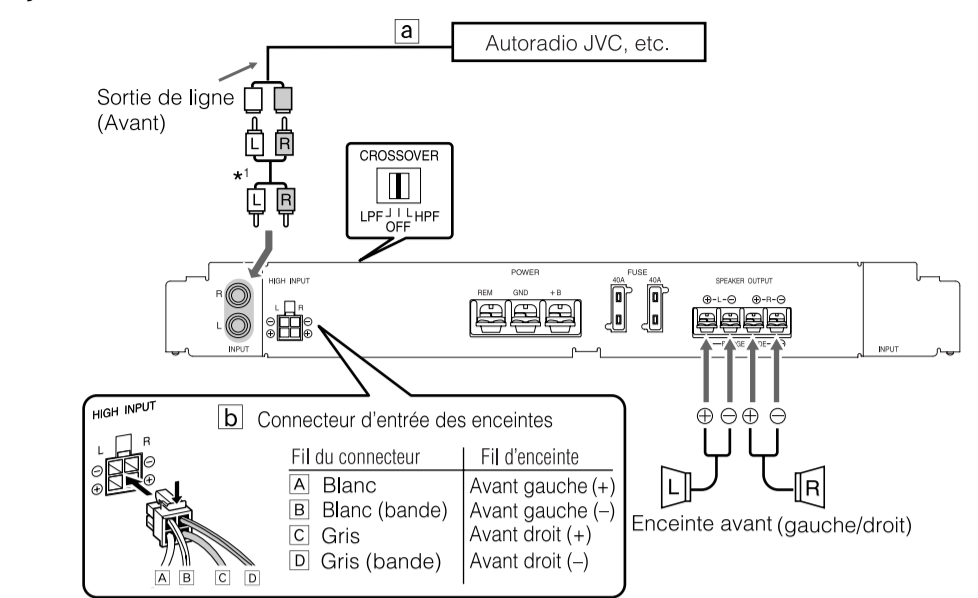 a
Autoradio JVC, etc.
Sortie de ligne
(Avant)
L R
*1
L R
CROSSOVER
LPF HPF
OFF
R
L
INPUT
HIGH INPUT
L R
⊖ ⊖
⊕ ⊕
POWER
REM GND +B
FUSE
40A 40A
SPEAKER OUTPUT
⊕-L-⊖ ⊕-R-⊖
INPUT
⊕ ⊖ ⊕ ⊖
L R
Enceinte avant (gauche/droit)
HIGH INPUT
L R
⊖ ⊖
⊕ ⊕
A B C D
b Connecteur d'entrée des enceintes
Fil du connecteur Fil d'enceinte
A Blanc Avant gauche (+)
B Blanc (bande) Avant gauche (–)
C Gris Avant droit (+)
D Gris (bande) Avant droit (–)